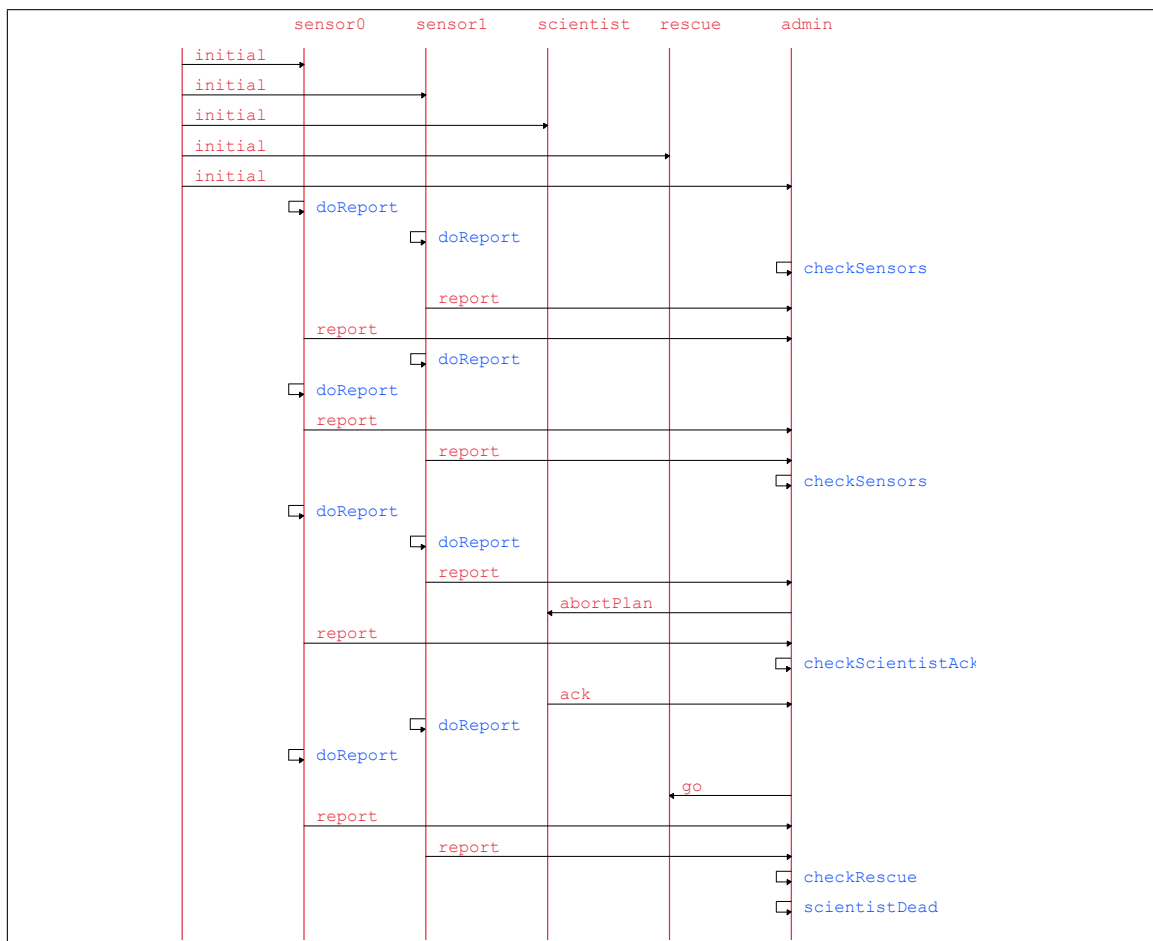 sensor0 sensor1 scientist rescue admin
initial
initial
initial
initial
initial
doReport
doReport
checkSensors
report
report
doReport
doReport
report
report
checkSensors
doReport
doReport
report
abortPlan
report
checkScientistAck
ack
doReport
doReport
go
report
report
checkRescue
scientistDead